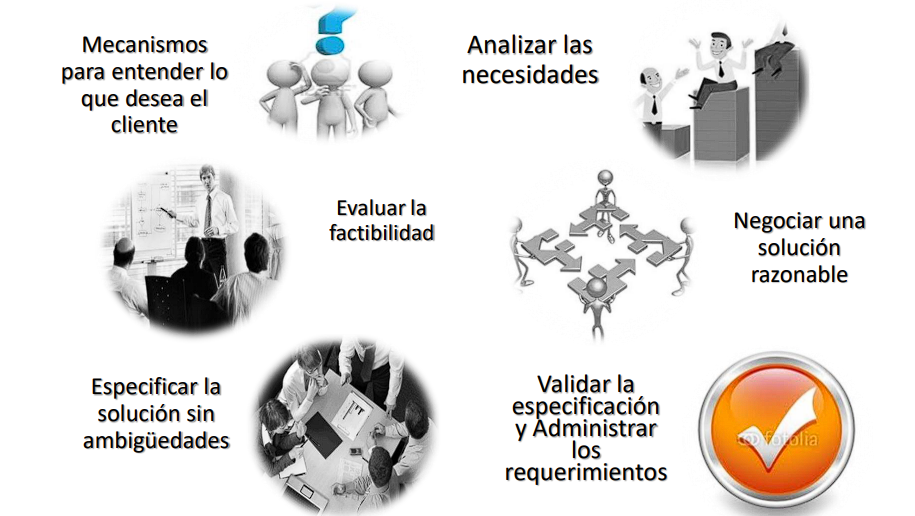 Mecanismos
para entender lo
que desea el
cliente
Analizar las
necesidades
Evaluar la
factibilidad
Negociar una
solución
razonable
Especificar la
solución sin
ambigüedades
Validar la
especificación
y Administrar
los
requerimientos
fotolia